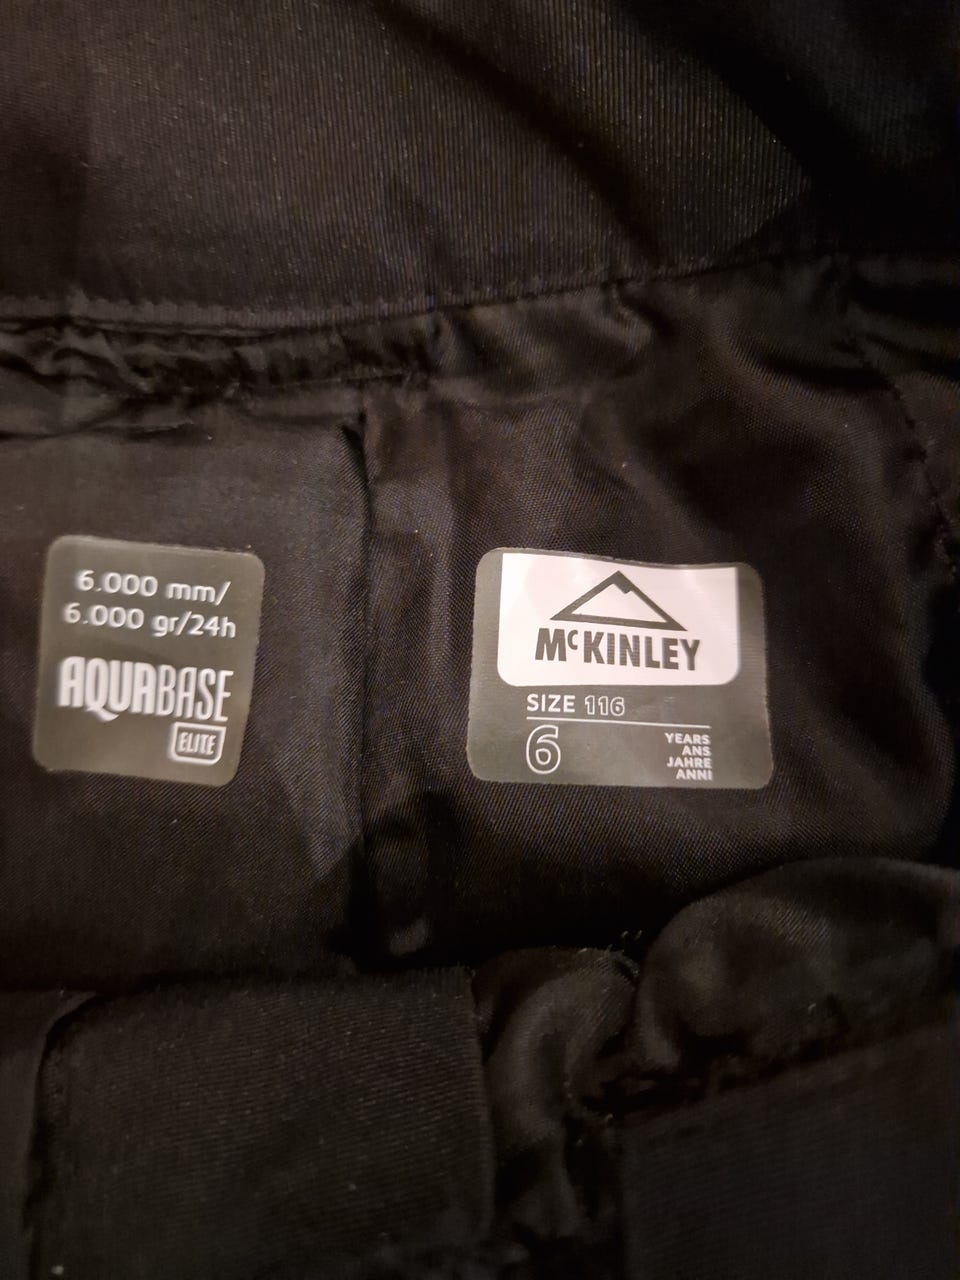 6.000 mm/
6.000 gr/24h
AQUABASE
ELITE
McKINLEY
SIZE 116
6
YEARS
ANS
JAHRE
ANNI